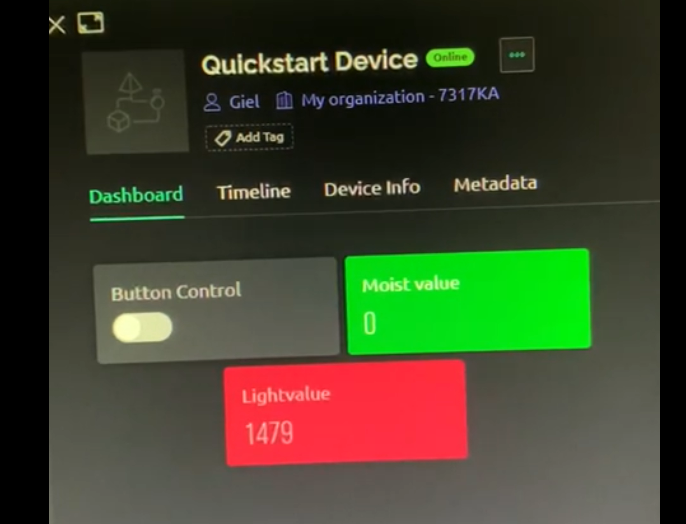 Quickstart Device Online
Giel My organization - 7317KA
Add Tag
Dashboard Timeline Device Info Metadata
Button Control
Moist value
0
Lightvalue
1479